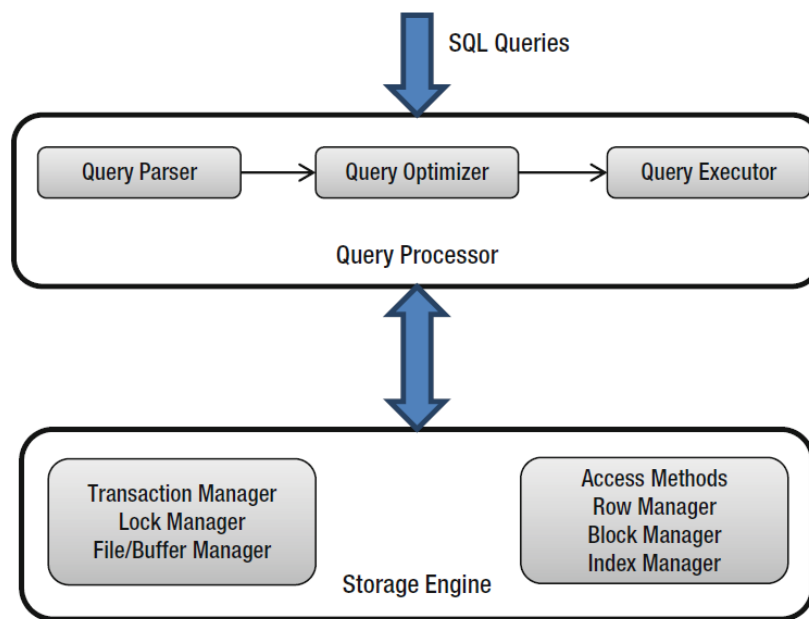 SQL Queries
Query Parser
Query Optimizer
Query Executor
Query Processor
Transaction Manager
Lock Manager
File/Buffer Manager
Access Methods
Row Manager
Block Manager
Index Manager
Storage Engine